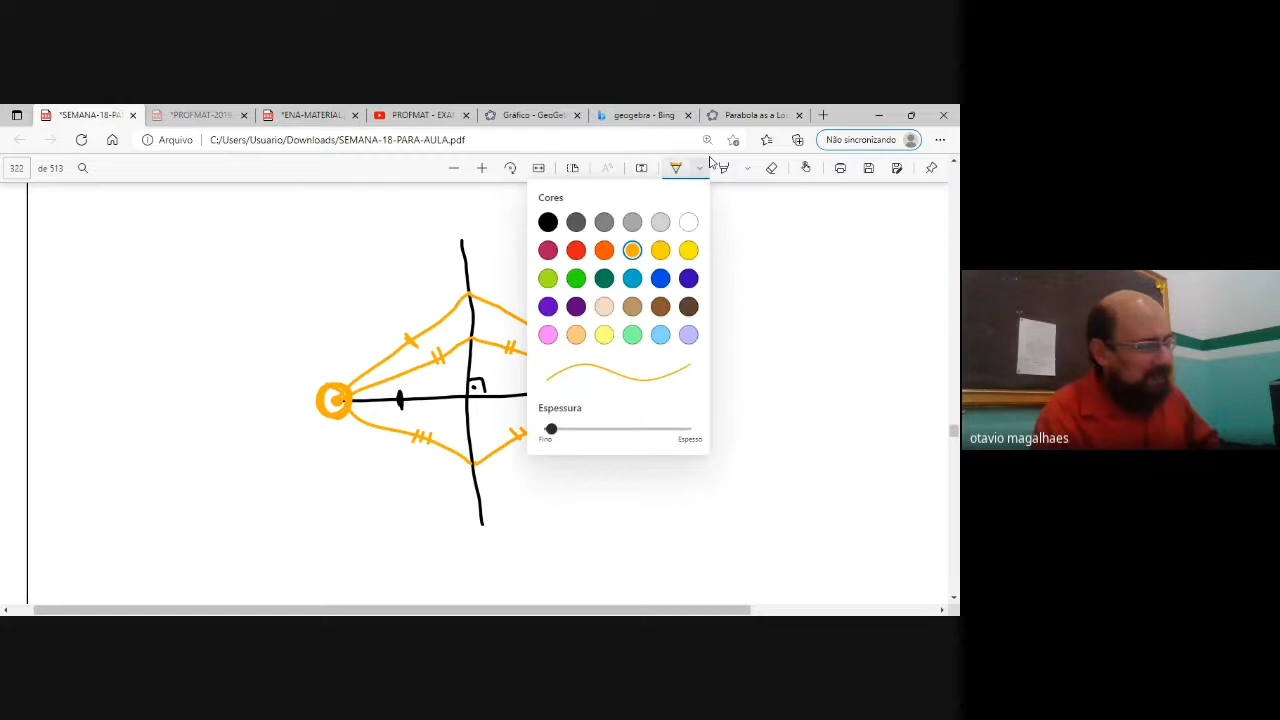 *SEMANA-18-PA
*PROFMAT-2019
*ENA-MATERIAL
PROFMAT - EXA
Gráfico - GeoGeb
geogebra - Bing
Parabola as a Lo
Arquivo
C:/Users/Usuario/Downloads/SEMANA-18-PARA-AULA.pdf
Não sincronizando
322
de 513
Cores
Espessura
Fino
Espesso
otavio magalhaes